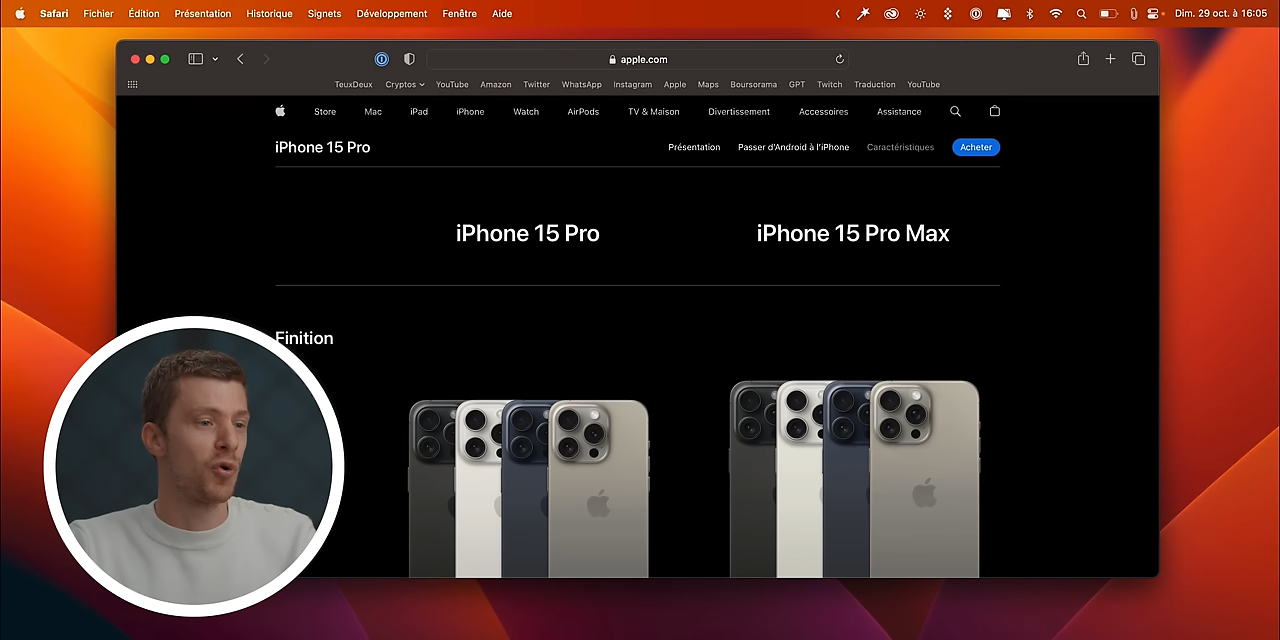 Safari Fichier Édition Présentation Historique Signets Développement Fenêtre Aide Dim. 29 oct. à 16:05
apple.com
TeuxDeux Cryptos YouTube Amazon Twitter WhatsApp Instagram Apple Maps Boursorama GPT Twitch Traduction YouTube
Store Mac iPad iPhone Watch AirPods TV & Maison Divertissement Accessoires Assistance
iPhone 15 Pro Présentation Passer d'Android à l'iPhone Caractéristiques Acheter
iPhone 15 Pro iPhone 15 Pro Max
Finition